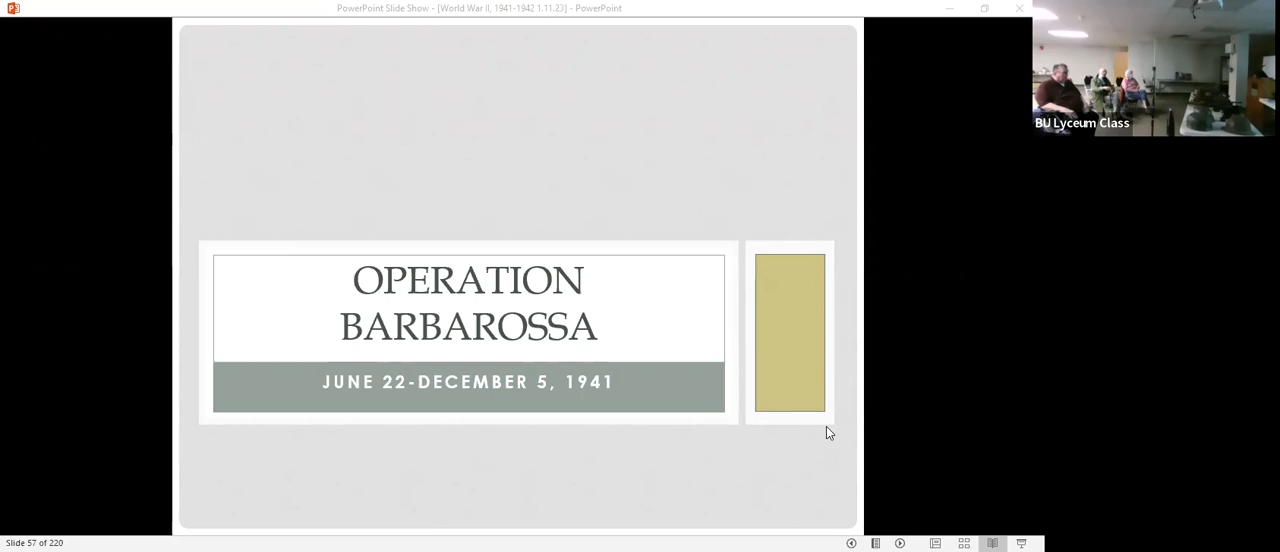 PowerPoint Slide Show - [World War II, 1941-1942 1.11.23] - PowerPoint
BU Lyceum Class
OPERATION
BARBAROSSA
JUNE 22-DECEMBER 5, 1941
Slide 57 of 220